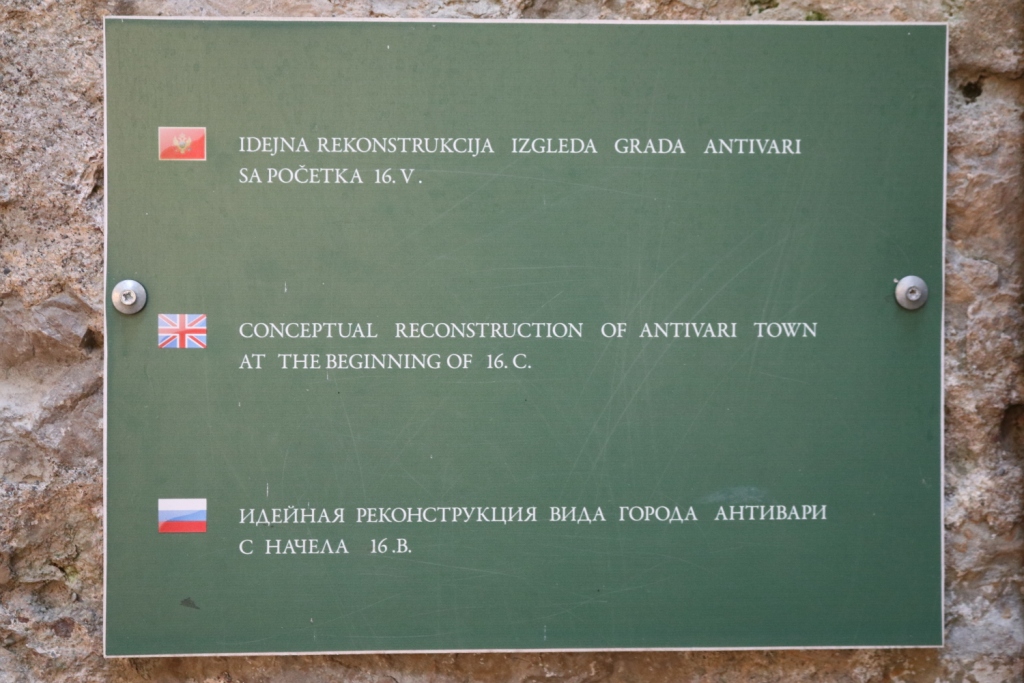 IDEJNA REKONSTRUKCIJA IZGLEDA GRADA ANTIVARI
SA POČETKA 16. V.
CONCEPTUAL RECONSTRUCTION OF ANTIVARI TOWN
AT THE BEGINNING OF 16. C.
ИДЕЙНАЯ РЕКОНСТРУКЦИЯ ВИДА ГОРОДА АНТИВАРИ
С НАЧЕЛА 16 .В.